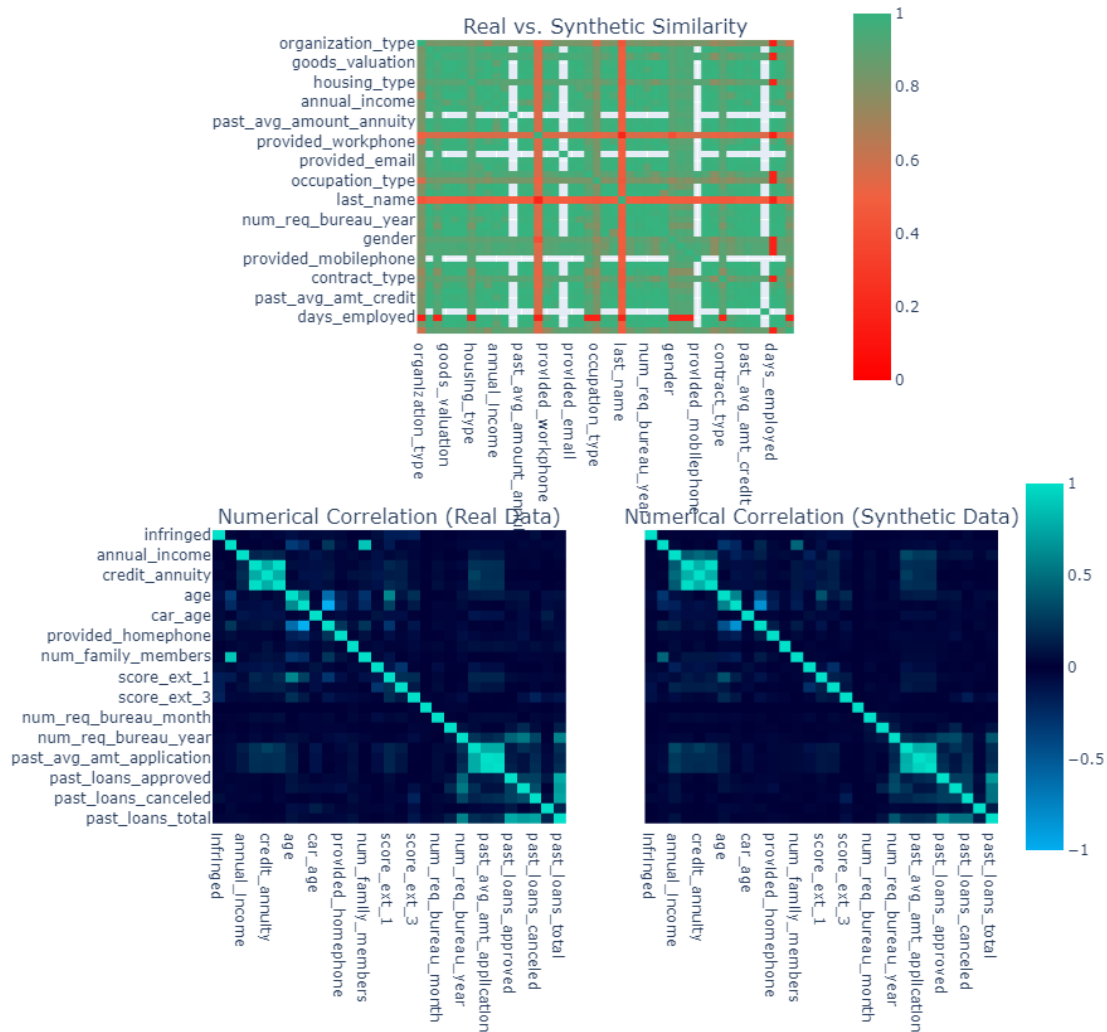 Real vs. Synthetic Similarity
organization_type
goods_valuation
housing_type
annual_income
past_avg_amount_annuity
provided_workphone
provided_email
occupation_type
last_name
num_req_bureau_year
gender
provided_mobilephone
contract_type
past_avg_amt_credit
days_employed
organization_type
goods_valuation
housing_type
annual_income
past_avg_amount_annui
provided_workphone
provided_email
occupation_type
last_name
num_req_bureau_year
gender
provided_mobilephone
contract_type
past_avg_amt_credit
days_employed
1
0.8
0.6
0.4
0.2
0
Numerical Correlation (Real Data)
infringed
annual_income
credit_annuity
age
car_age
provided_homephone
num_family_members
score_ext_1
score_ext_3
num_req_bureau_month
num_req_bureau_year
past_avg_amt_application
past_loans_approved
past_loans_canceled
past_loans_total
infringed
annual_income
credit_annuity
age
car_age
provided_homephone
num_family_members
score_ext_1
score_ext_3
num_req_bureau_month
num_req_bureau_year
past_avg_amt_application
past_loans_approved
past_loans_canceled
past_loans_total
Numerical Correlation (Synthetic Data)
infringed
annual_income
credit_annuity
age
car_age
provided_homephone
num_family_members
score_ext_1
score_ext_3
num_req_bureau_month
num_req_bureau_year
past_avg_amt_application
past_loans_approved
past_loans_canceled
past_loans_total
1
0.5
0
−0.5
−1